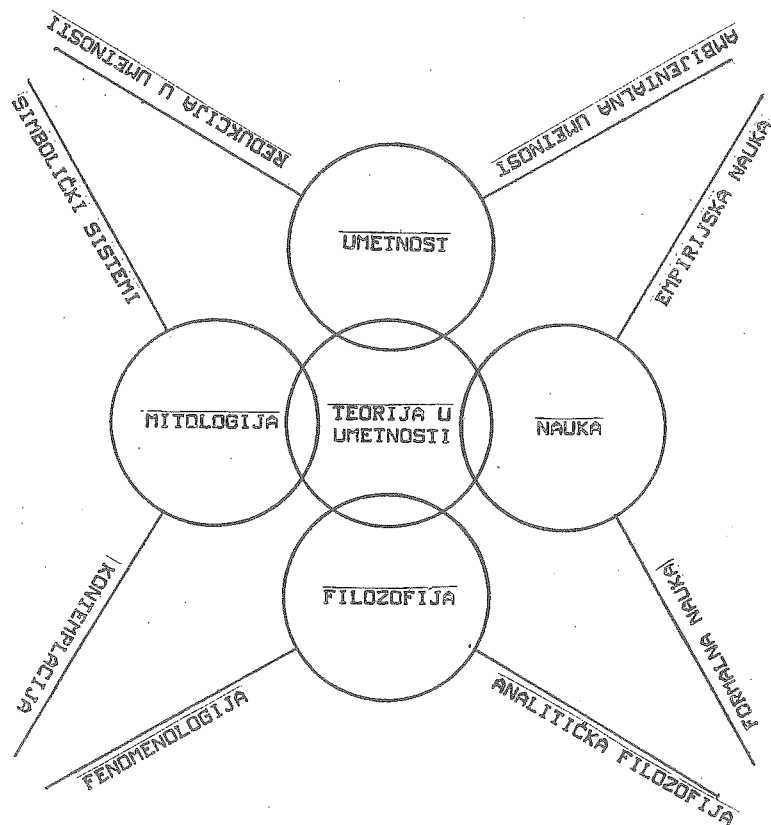 REDUKCIJA U UMETNOSTI
AMBIJENTALNA UMETNOST
SIMBOLIČKI SISTEMI
EMPIRIJSKA NAUKA
UMETNOST
MITOLOGIJA
TEORIJA U
UMETNOSTI
NAUKA
FILOZOFIJA
KONTEMPLACIJA
FORMALNA NAUKA
FENOMENOLOGIJA
ANALITIČKA FILOZOFIJA